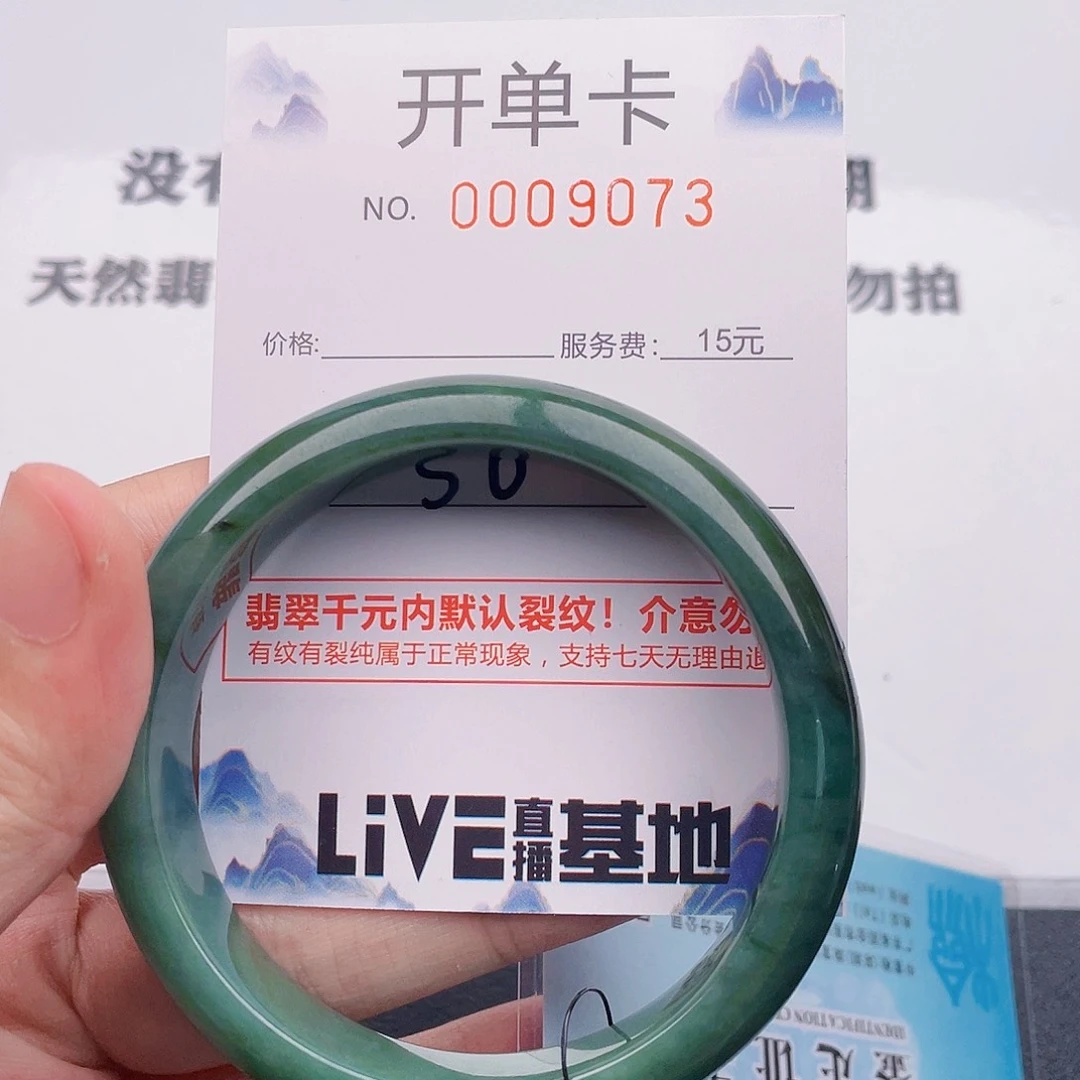 开单卡
NO. 0009073
没有
期
天然翡
勿拍
价格: 服务费: 15元
50
翡翠千元内默认裂纹！介意勿
有纹有裂纯属于正常现象，支持七天无理由退
LiVE直播基地